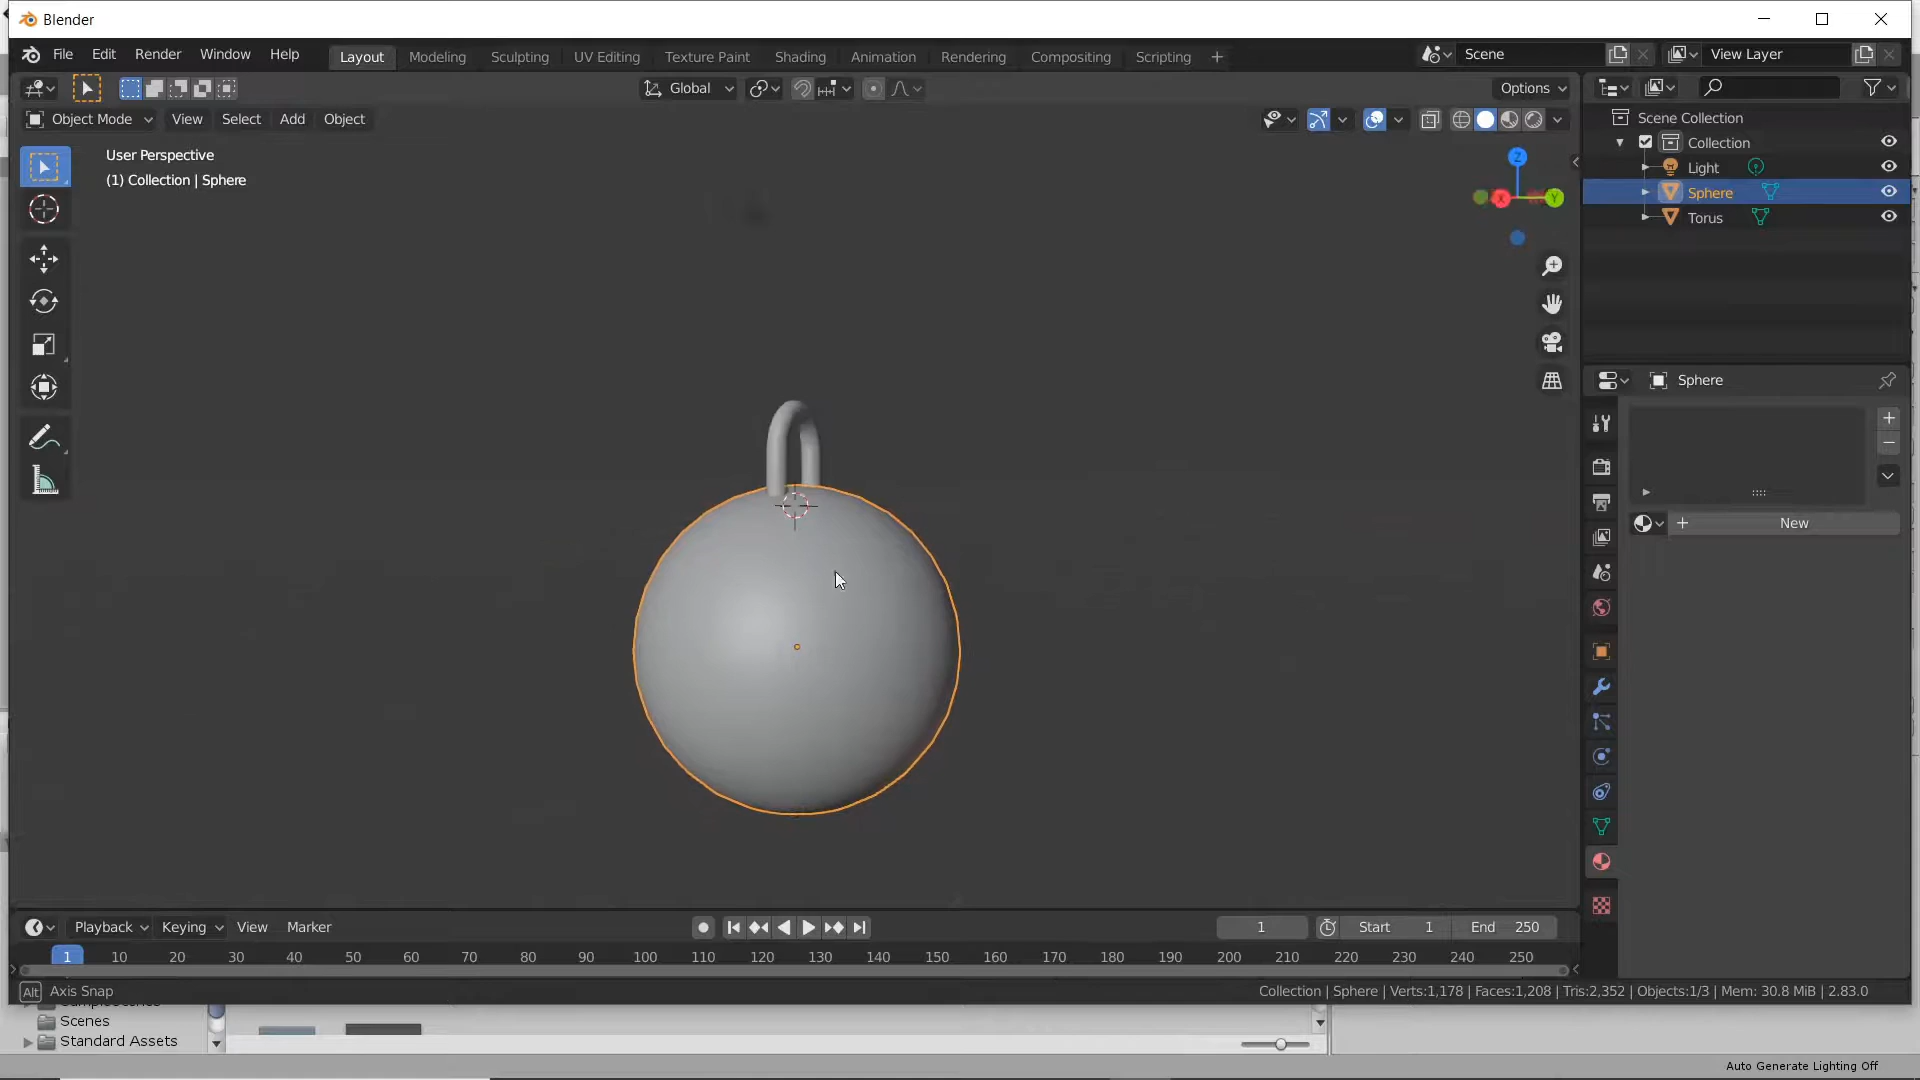 Blender
File Edit Render Window Help Layout Modeling Sculpting UV Editing Texture Paint Shading Animation Rendering Compositing Scripting + Scene View Layer
Global Options
Object Mode View Select Add Object
User Perspective
(1) Collection | Sphere
Z
X
Y
Scene Collection
Collection
Light
Sphere
Torus
Sphere
New
Playback Keying View Marker 1 Start 1 End 250
1 10 20 30 40 50 60 70 80 90 100 110 120 130 140 150 160 170 180 190 200 210 220 230 240 250
Alt Axis Snap Collection | Sphere | Verts:1,178 | Faces:1,208 | Tris:2,352 | Objects:1/3 | Mem: 30.8 MiB | 2.83.0
Scenes
Standard Assets
Auto Generate Lighting Off